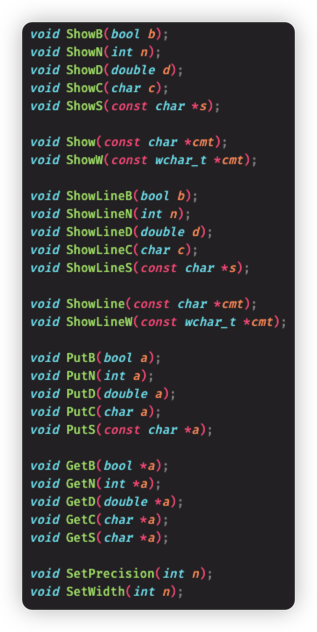 void ShowB(bool b);
void ShowN(int n);
void ShowD(double d);
void ShowC(char c);
void ShowS(const char *s);
void Show(const char *cmt);
void ShowW(const wchar_t *cmt);
void ShowLineB(bool b);
void ShowLineN(int n);
void ShowLineD(double d);
void ShowLineC(char c);
void ShowLineS(const char *s);
void ShowLine(const char *cmt);
void ShowLineW(const wchar_t *cmt);
void PutB(bool a);
void PutN(int a);
void PutD(double a);
void PutC(char a);
void PutS(const char *a);
void GetB(bool *a);
void GetN(int *a);
void GetD(double *a);
void GetC(char *a);
void GetS(char *a);
void SetPrecision(int n);
void SetWidth(int n);